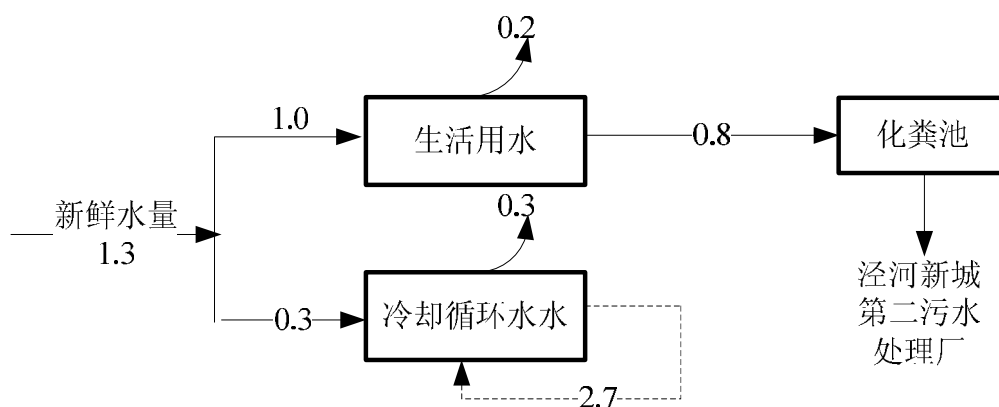 0.2
1.0
生活用水
0.8
化粪池
新鲜水量
1.3
0.3
0.3
冷却循环水水
2.7
泾河新城
第二污水
处理厂